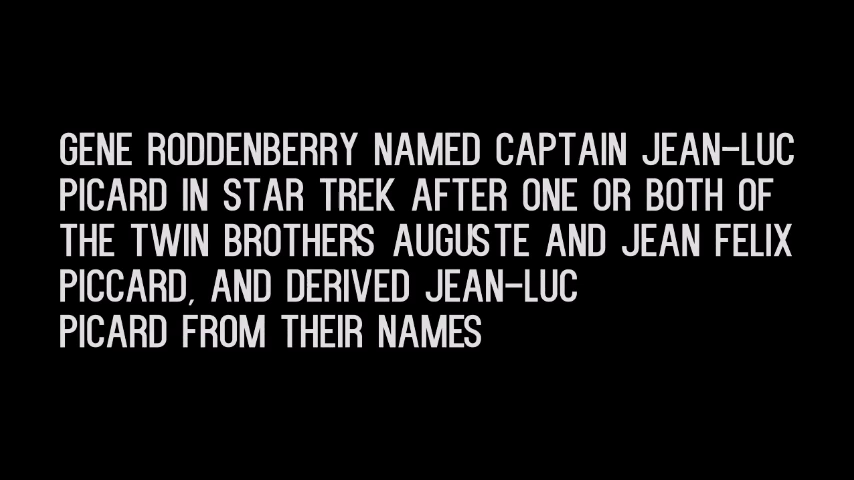 GENE RODDENBERRY NAMED CAPTAIN JEAN-LUC
PICARD IN STAR TREK AFTER ONE OR BOTH OF
THE TWIN BROTHERS AUGUSTE AND JEAN FELIX
PICCARD, AND DERIVED JEAN-LUC
PICARD FROM THEIR NAMES